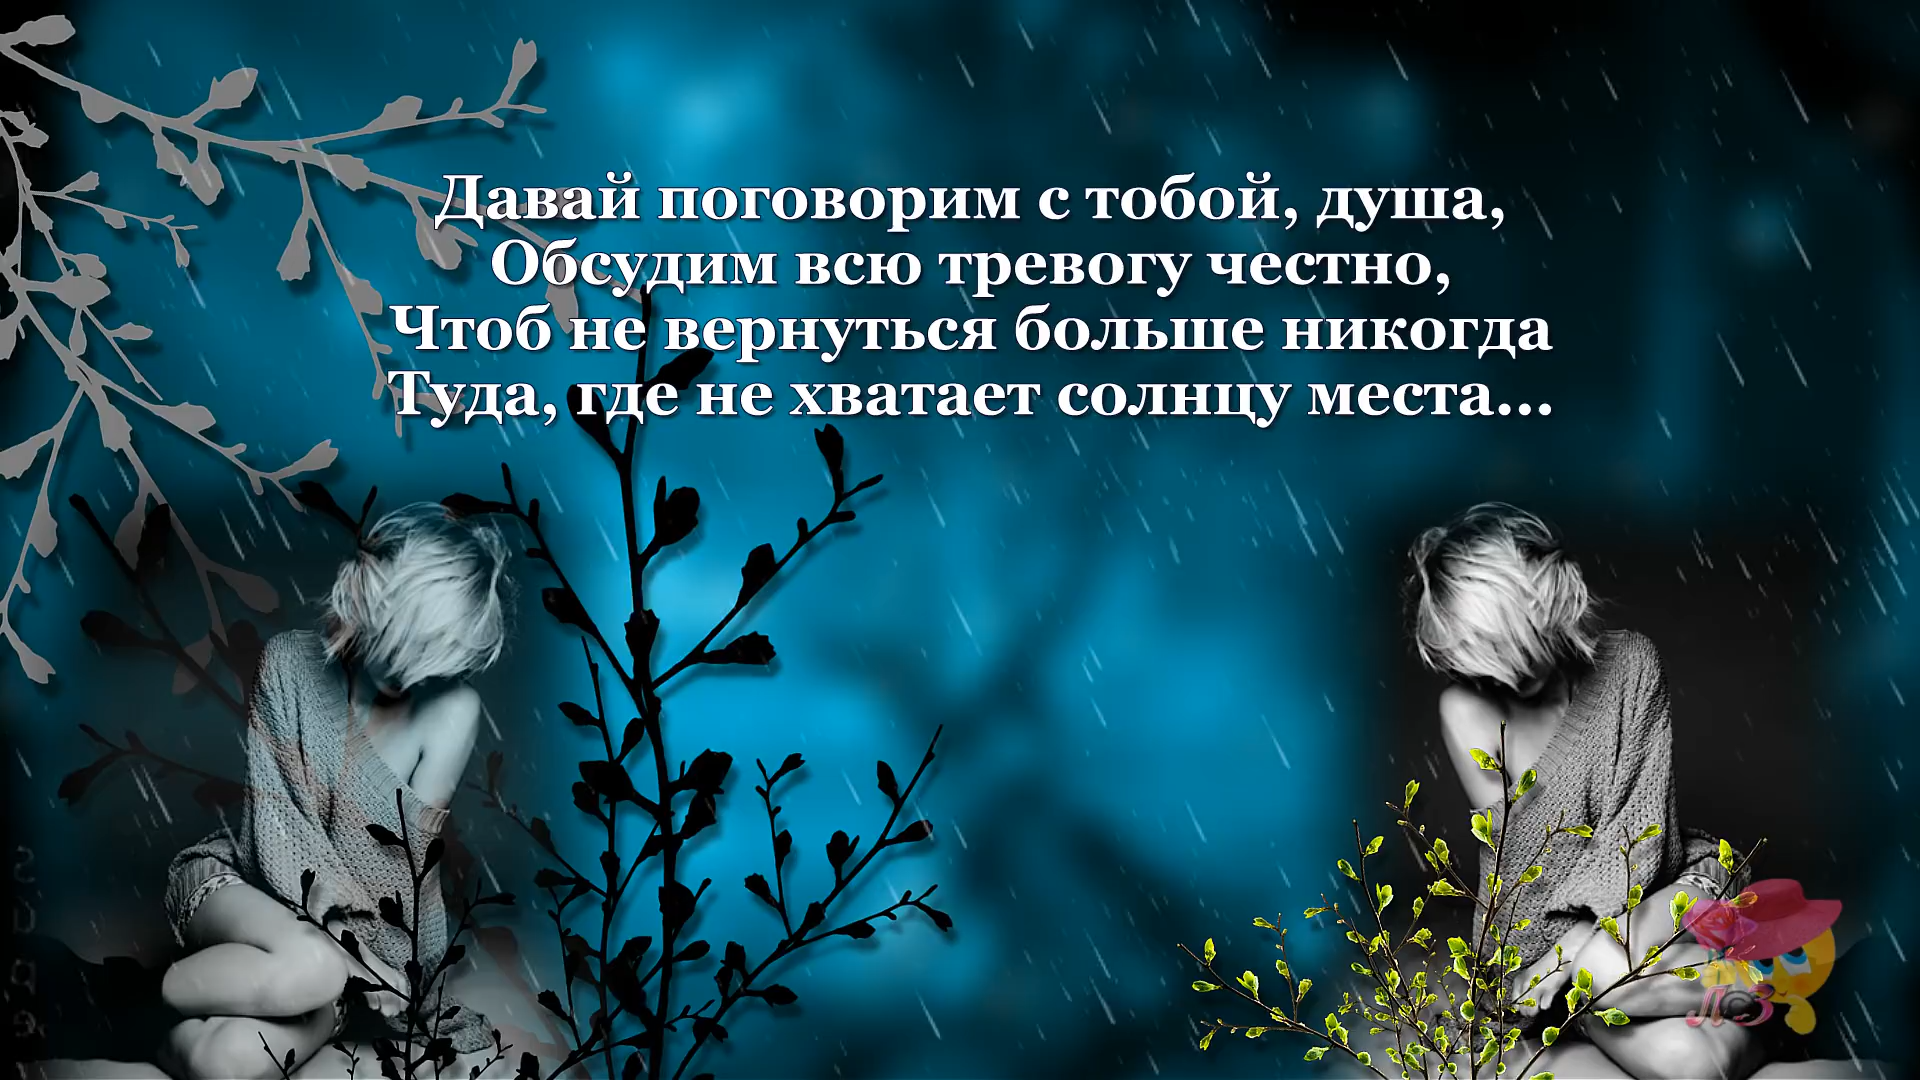 Давай поговорим с тобой, душа,
Обсудим всю тревогу честно,
Чтоб не вернуться больше никогда
Туда, где не хватает солнцу места...